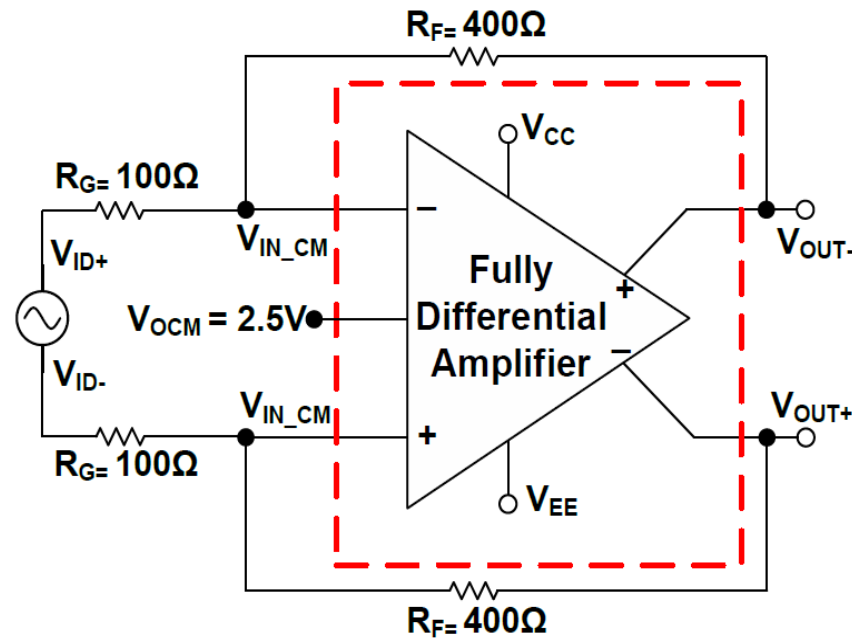 RF= 400Ω
VCC
RG= 100Ω
−
VIN_CM
VID+
VOUT-
Fully
+
VOCM = 2.5V
Differential
−
Amplifier
VID-
VIN_CM
VOUT+
+
RG= 100Ω
VEE
RF= 400Ω